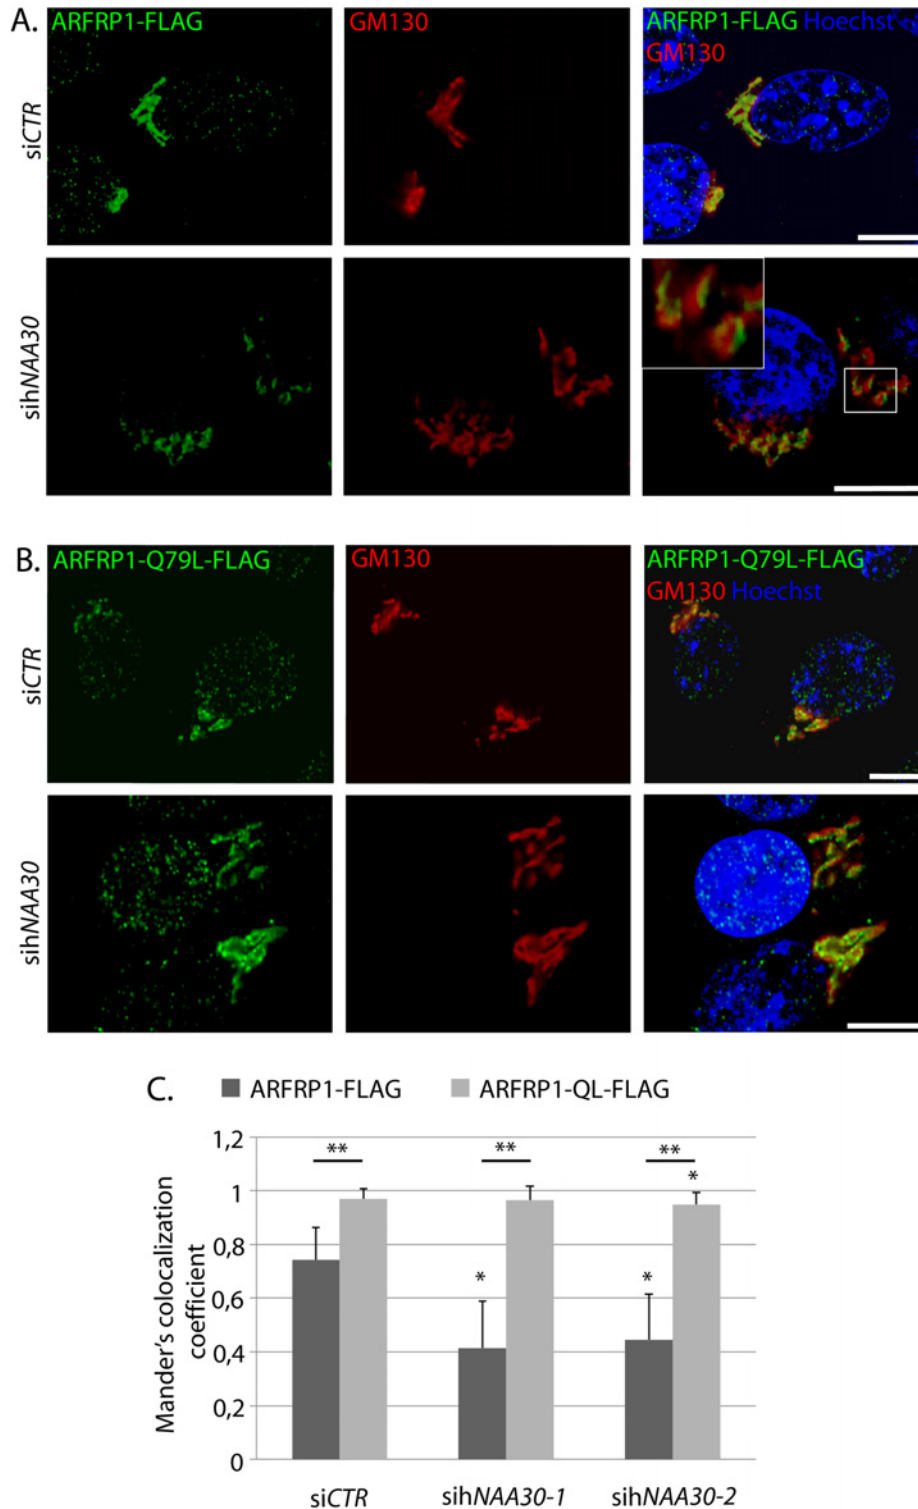 A.
ARFRP1-FLAG
GM130
ARFRP1-FLAG Hoechst
GM130
siCTR
sihNAA30
B.
ARFRP1-Q79L-FLAG
GM130
ARFRP1-Q79L-FLAG
GM130 Hoechst
siCTR
sihNAA30
C.
ARFRP1-FLAG
ARFRP1-QL-FLAG
Mander's colocalization
coefficient
1,2
1
0,8
0,6
0,4
0,2
0
**
**
**
*
*
*
siCTR
sihNAA30-1
sihNAA30-2